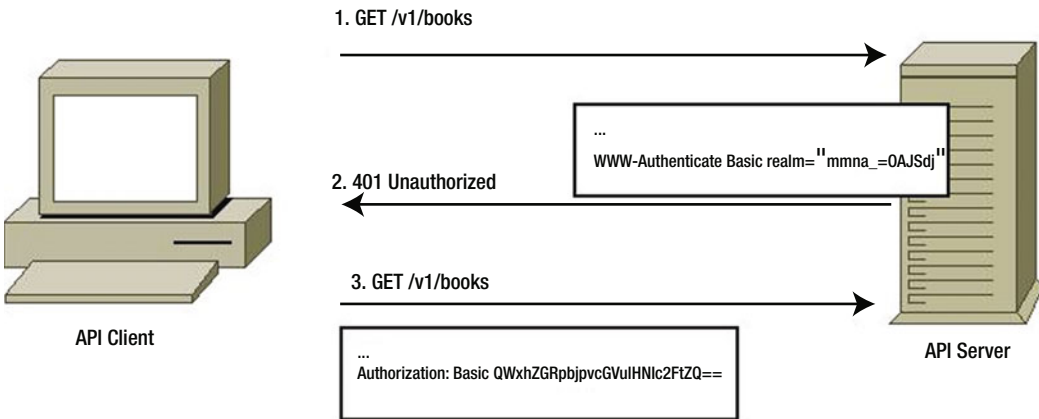 1. GET /v1/books
...
WWW-Authenticate Basic realm="mmna_=OAJSdj"
2. 401 Unauthorized
3. GET /v1/books
API Client
API Server
...
Authorization: Basic QWxhZGRpbjpvcGVuIHNlc2FtZQ==